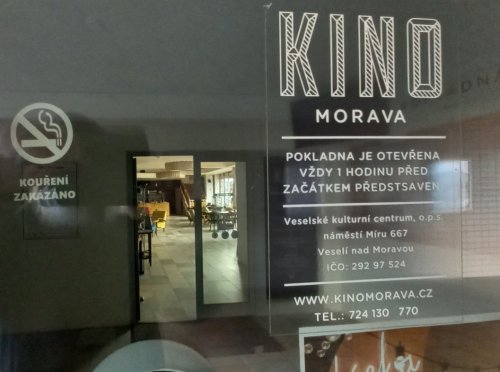 KINO
MORAVA
POKLADNA JE OTEVŘENA
VŽDY 1 HODINU PŘED
ZAČÁTKEM PŘEDSTSAVEN
Veselské kulturní centrum, o.p.s.
náměstí Míru 667
Veselí nad Moravou
IČO: 292 97 524
WWW.KINOMORAVA.CZ
TEL.: 724 130 770
KOUŘENÍ
ZAKÁZÁNO